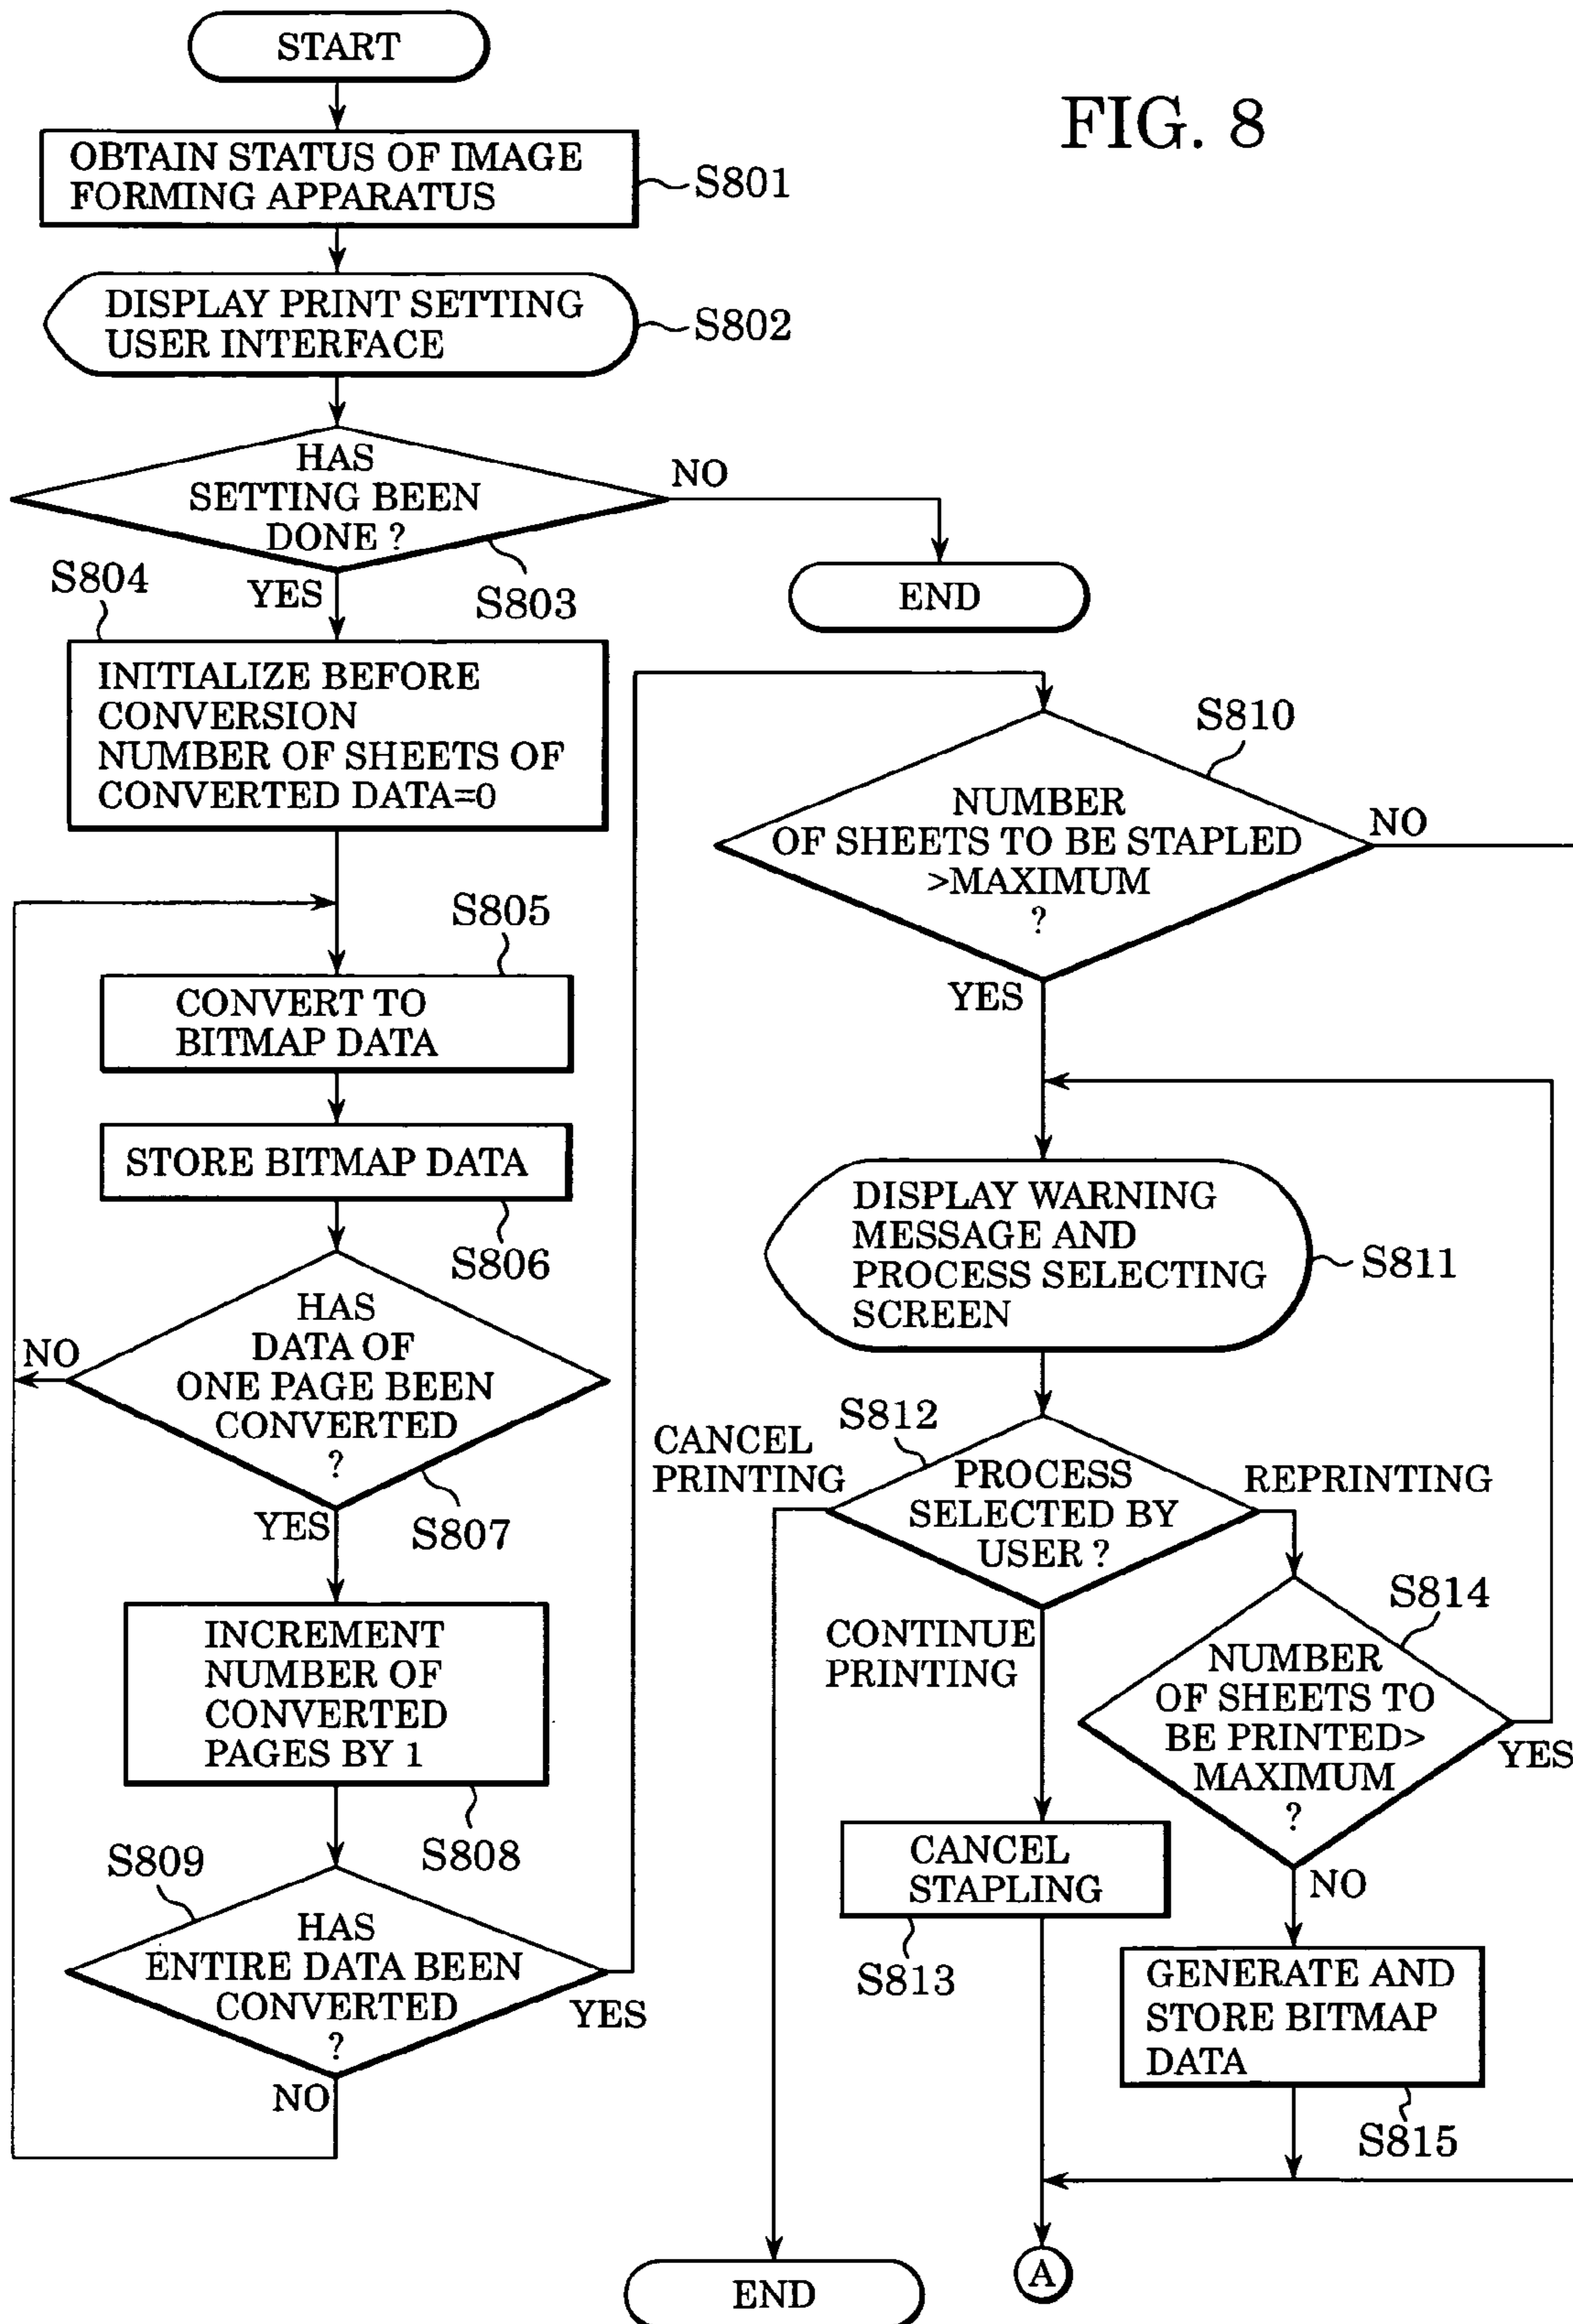 FIG. 8
START
OBTAIN STATUS OF IMAGE
FORMING APPARATUS
S801
DISPLAY PRINT SETTING
USER INTERFACE
S802
HAS
SETTING BEEN
DONE ?
NO
S803
YES
END
S804
INITIALIZE BEFORE
CONVERSION
NUMBER OF SHEETS OF
CONVERTED DATA=0
S805
CONVERT TO
BITMAP DATA
STORE BITMAP DATA
S806
HAS
DATA OF
ONE PAGE BEEN
CONVERTED
?
NO
YES
S807
INCREMENT
NUMBER OF
CONVERTED
PAGES BY 1
S808
S809
HAS
ENTIRE DATA BEEN
CONVERTED
?
YES
NO
S810
NUMBER
OF SHEETS TO BE STAPLED
>MAXIMUM
?
NO
YES
DISPLAY WARNING
MESSAGE AND
PROCESS SELECTING
SCREEN
S811
S812
PROCESS
SELECTED BY
USER ?
CANCEL
PRINTING
REPRINTING
CONTINUE
PRINTING
S814
NUMBER
OF SHEETS TO
BE PRINTED>
MAXIMUM
?
YES
NO
CANCEL
STAPLING
S813
GENERATE AND
STORE BITMAP
DATA
S815
END
A